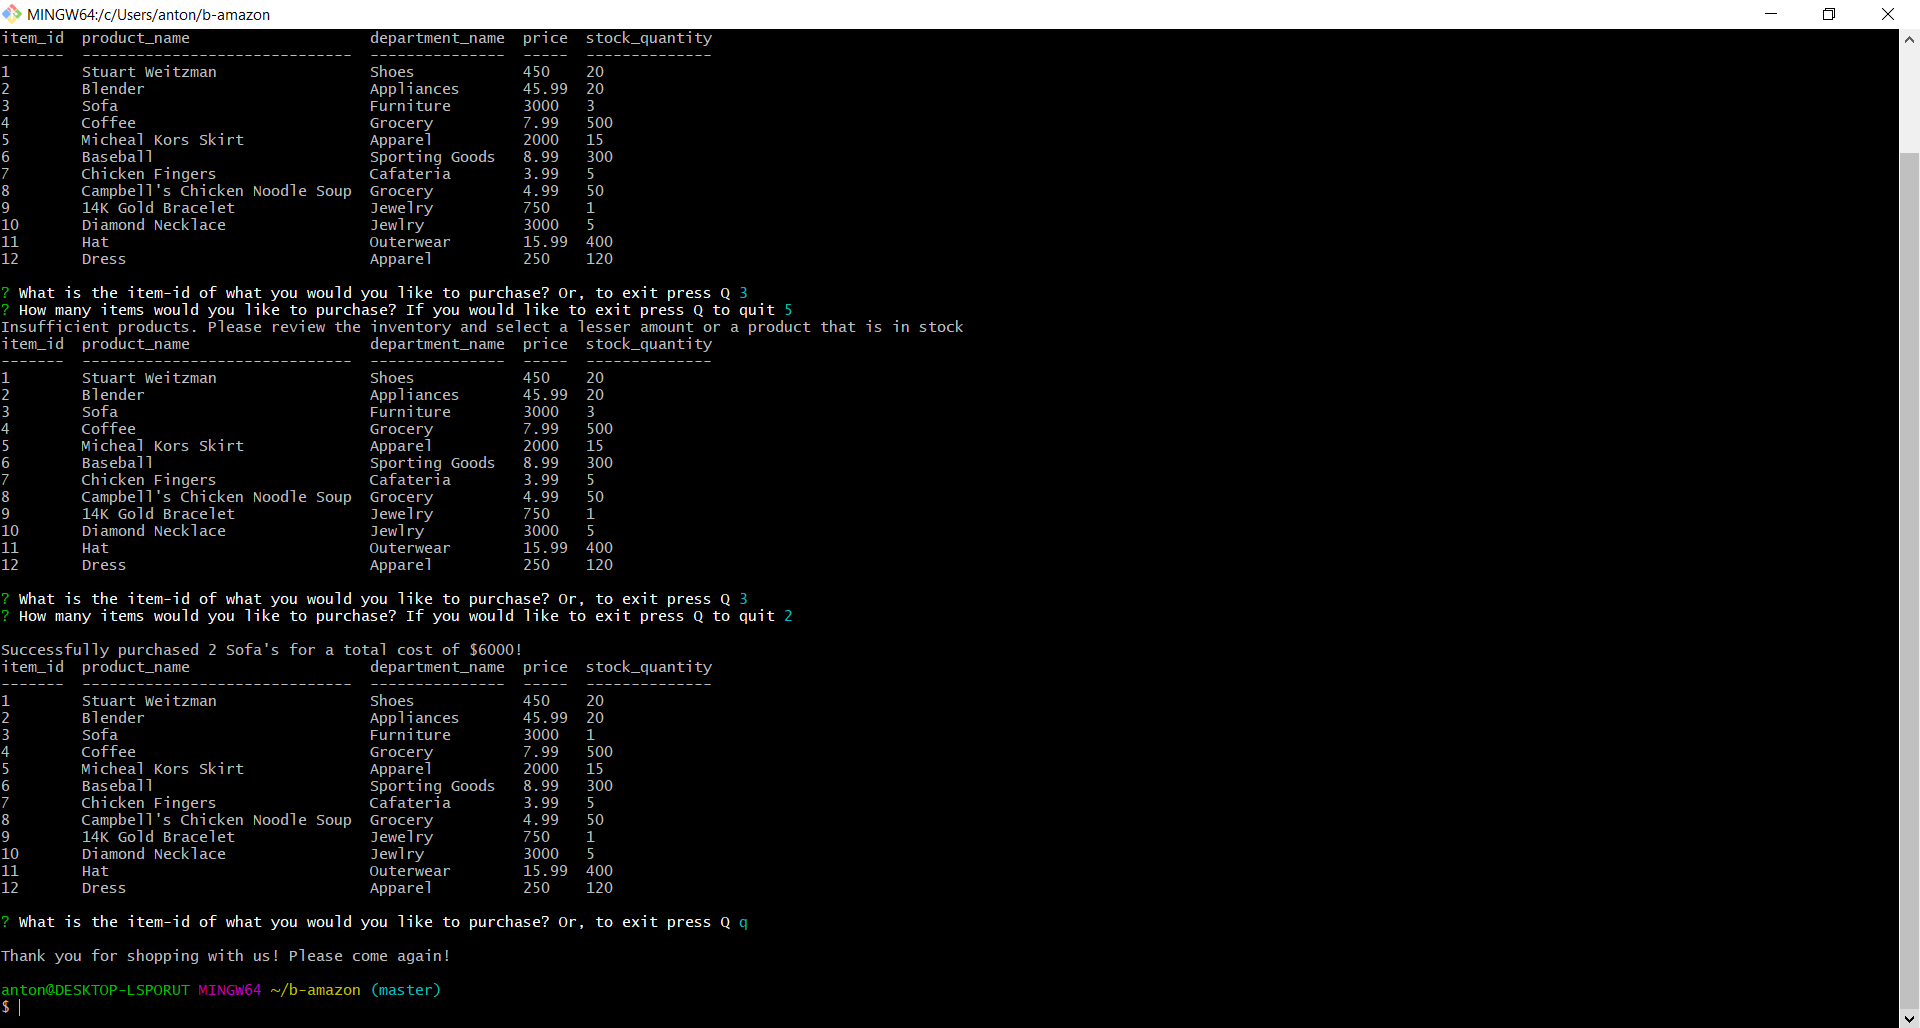 MINGW64:/c/Users/anton/b-amazon
item_id  product_name                    department_name  price  stock_quantity
-------  ------------------------------  ---------------  -----  --------------
1        Stuart Weitzman                 Shoes            450    20
2        Blender                         Appliances       45.99  20
3        Sofa                            Furniture        3000   3
4        Coffee                          Grocery          7.99   500
5        Micheal Kors Skirt              Apparel          2000   15
6        Baseball                        Sporting Goods   8.99   300
7        Chicken Fingers                 Cafateria        3.99   5
8        Campbell's Chicken Noodle Soup  Grocery          4.99   50
9        14K Gold Bracelet               Jewelry          750    1
10       Diamond Necklace                Jewlry           3000   5
11       Hat                             Outerwear        15.99  400
12       Dress                           Apparel          250    120
? What is the item-id of what you would you like to purchase? Or, to exit press Q 3
? How many items would you like to purchase? If you would like to exit press Q to quit 5
Insufficient products. Please review the inventory and select a lesser amount or a product that is in stock
item_id  product_name                    department_name  price  stock_quantity
-------  ------------------------------  ---------------  -----  --------------
1        Stuart Weitzman                 Shoes            450    20
2        Blender                         Appliances       45.99  20
3        Sofa                            Furniture        3000   3
4        Coffee                          Grocery          7.99   500
5        Micheal Kors Skirt              Apparel          2000   15
6        Baseball                        Sporting Goods   8.99   300
7        Chicken Fingers                 Cafateria        3.99   5
8        Campbell's Chicken Noodle Soup  Grocery          4.99   50
9        14K Gold Bracelet               Jewelry          750    1
10       Diamond Necklace                Jewlry           3000   5
11       Hat                             Outerwear        15.99  400
12       Dress                           Apparel          250    120
? What is the item-id of what you would you like to purchase? Or, to exit press Q 3
? How many items would you like to purchase? If you would like to exit press Q to quit 2
Successfully purchased 2 Sofa's for a total cost of $6000!
item_id  product_name                    department_name  price  stock_quantity
-------  ------------------------------  ---------------  -----  --------------
1        Stuart Weitzman                 Shoes            450    20
2        Blender                         Appliances       45.99  20
3        Sofa                            Furniture        3000   1
4        Coffee                          Grocery          7.99   500
5        Micheal Kors Skirt              Apparel          2000   15
6        Baseball                        Sporting Goods   8.99   300
7        Chicken Fingers                 Cafateria        3.99   5
8        Campbell's Chicken Noodle Soup  Grocery          4.99   50
9        14K Gold Bracelet               Jewelry          750    1
10       Diamond Necklace                Jewlry           3000   5
11       Hat                             Outerwear        15.99  400
12       Dress                           Apparel          250    120
? What is the item-id of what you would you like to purchase? Or, to exit press Q q
Thank you for shopping with us! Please come again!
anton@DESKTOP-LSPORUT MINGW64 ~/b-amazon (master)
$